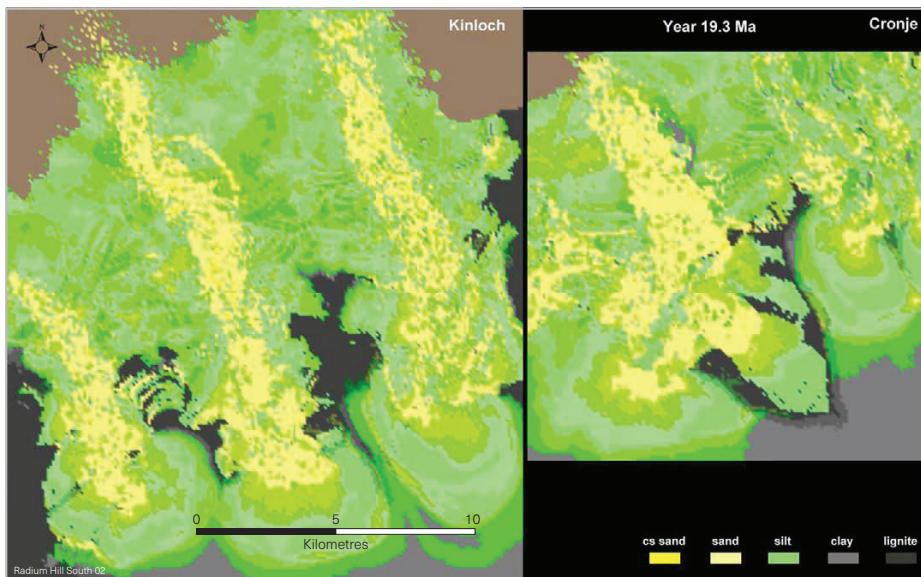 N
Kinloch
Year 19.3 Ma
Cronje
0 5 10
Kilometres
Radium Hill South 02
cs sand sand silt clay lignite